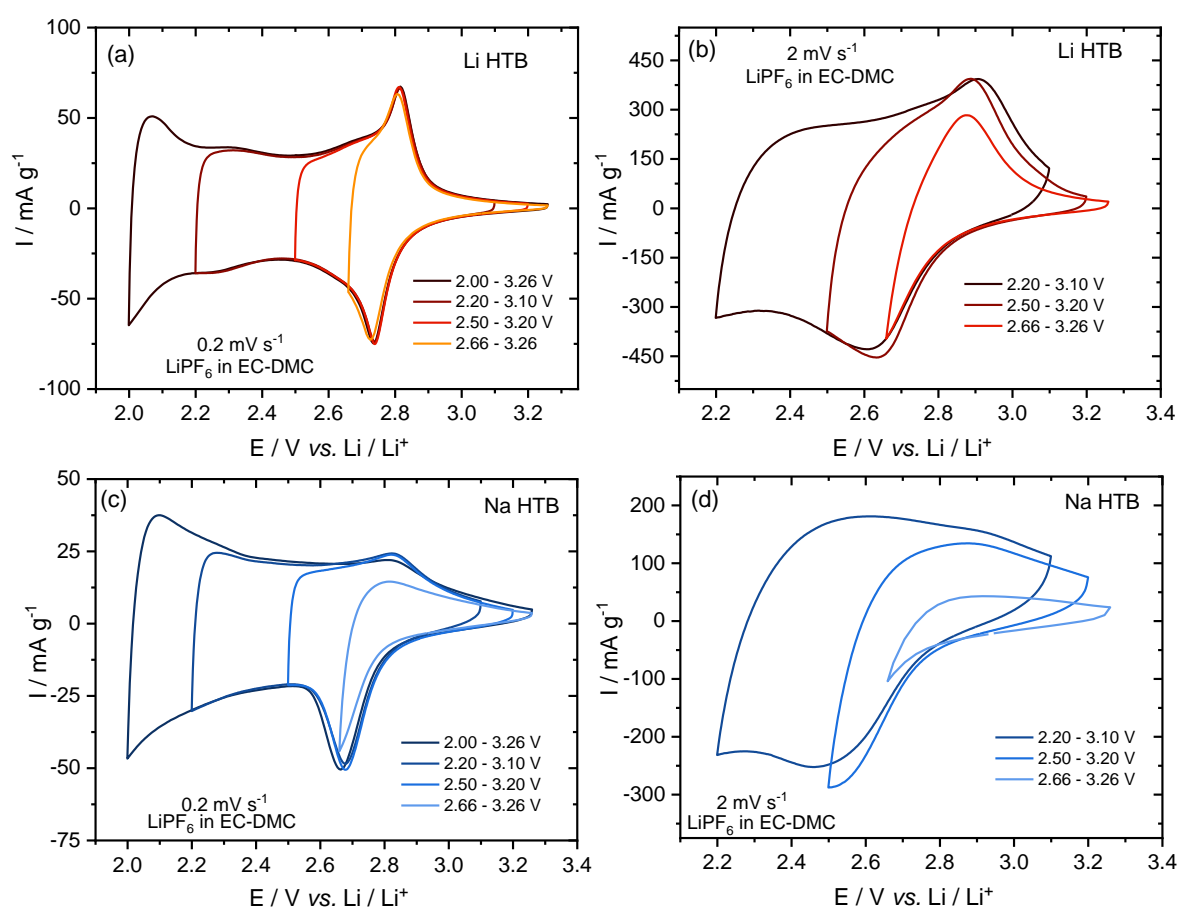 (a)
Li HTB
I / mA g⁻¹
100
50
0
-50
-100
2.00 - 3.26 V
2.20 - 3.10 V
2.50 - 3.20 V
2.66 - 3.26
0.2 mV s⁻¹
LiPF₆ in EC-DMC
2.0 2.2 2.4 2.6 2.8 3.0 3.2
E / V vs. Li / Li⁺
(b)
2 mV s⁻¹
LiPF₆ in EC-DMC
Li HTB
I / mA g⁻¹
450
300
150
0
-150
-300
-450
2.20 - 3.10 V
2.50 - 3.20 V
2.66 - 3.26 V
2.2 2.4 2.6 2.8 3.0 3.2 3.4
E / V vs. Li / Li⁺
(c)
Na HTB
I / mA g⁻¹
50
25
0
-25
-50
-75
2.00 - 3.26 V
2.20 - 3.10 V
2.50 - 3.20 V
2.66 - 3.26 V
0.2 mV s⁻¹
LiPF₆ in EC-DMC
2.0 2.2 2.4 2.6 2.8 3.0 3.2
E / V vs. Li / Li⁺
(d)
Na HTB
I / mA g⁻¹
200
100
0
-100
-200
-300
2.20 - 3.10 V
2.50 - 3.20 V
2.66 - 3.26 V
2 mV s⁻¹
LiPF₆ in EC-DMC
2.2 2.4 2.6 2.8 3.0 3.2 3.4
E / V vs. Li / Li⁺